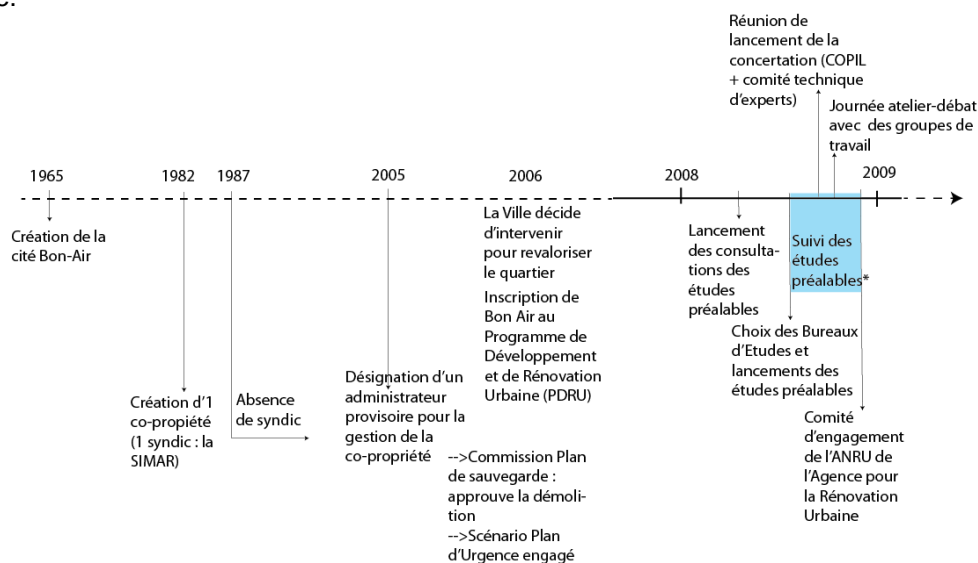 Réunion de
lancement de la
concertation (COPIL
+ comité technique
d'experts)
Journée atelier-débat
avec des groupes de
travail
1965
1982
1987
2005
2006
2008
2009
Création de la
cité Bon-Air
Création d'1
co-propiété
(1 syndic : la
SIMAR)
Absence
de syndic
Désignation d'un
administrateur
provisoire pour la
gestion de la
co-propriété
La Ville décide
d'intervenir
pour revaloriser
le quartier
Inscription de
Bon Air au
Programme de
Développement
et de Rénovation
Urbaine (PDRU)
-->Commission Plan
de sauvegarde :
approuve la démoli-
tion
-->Scénario Plan
d'Urgence engagé
Lancement
des consulta-
tions des
études
préalables
Suivi des
études
préalables*
Choix des Bureaux
d'Etudes et
lancements des
études préalables
Comité
d'engagement
de l'ANRU de
l'Agence pour
la Rénovation
Urbaine